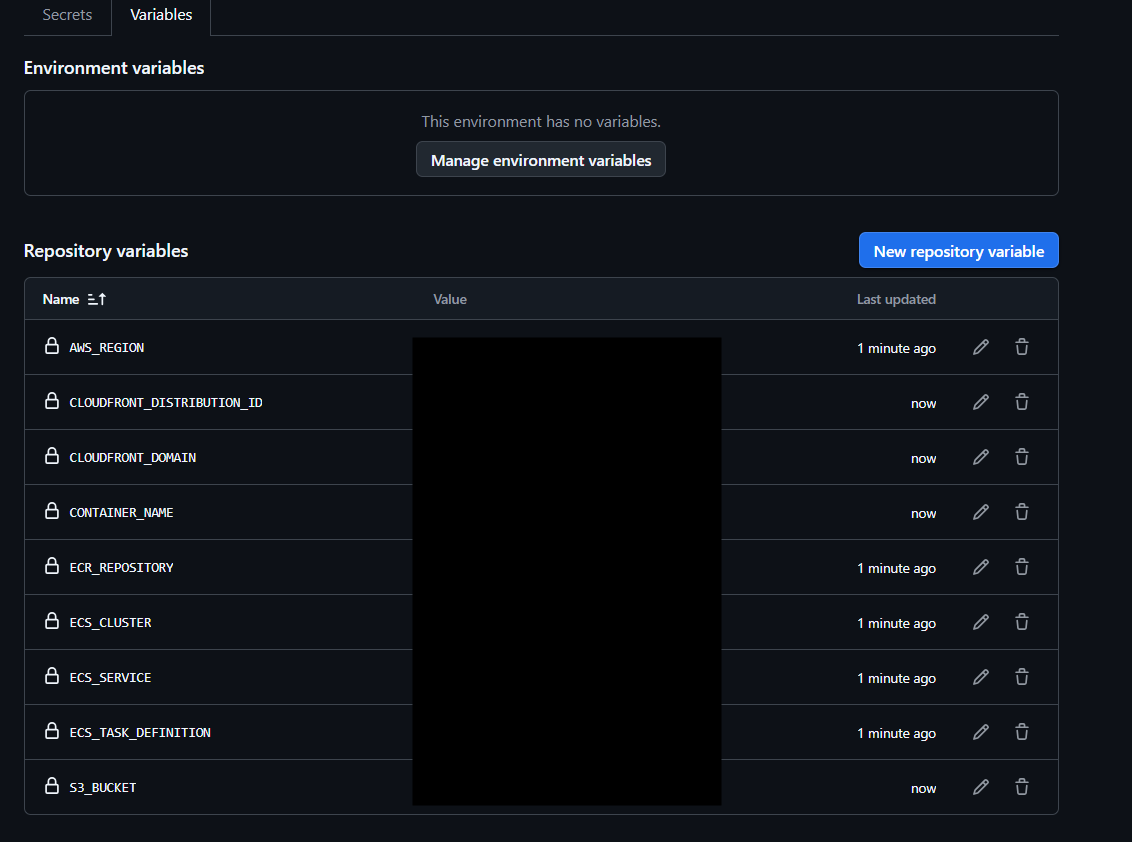 Secrets Variables
Environment variables
This environment has no variables.
Manage environment variables
Repository variables New repository variable
Name Value Last updated
AWS_REGION 1 minute ago
CLOUDFRONT_DISTRIBUTION_ID now
CLOUDFRONT_DOMAIN now
CONTAINER_NAME now
ECR_REPOSITORY 1 minute ago
ECS_CLUSTER 1 minute ago
ECS_SERVICE 1 minute ago
ECS_TASK_DEFINITION 1 minute ago
S3_BUCKET now